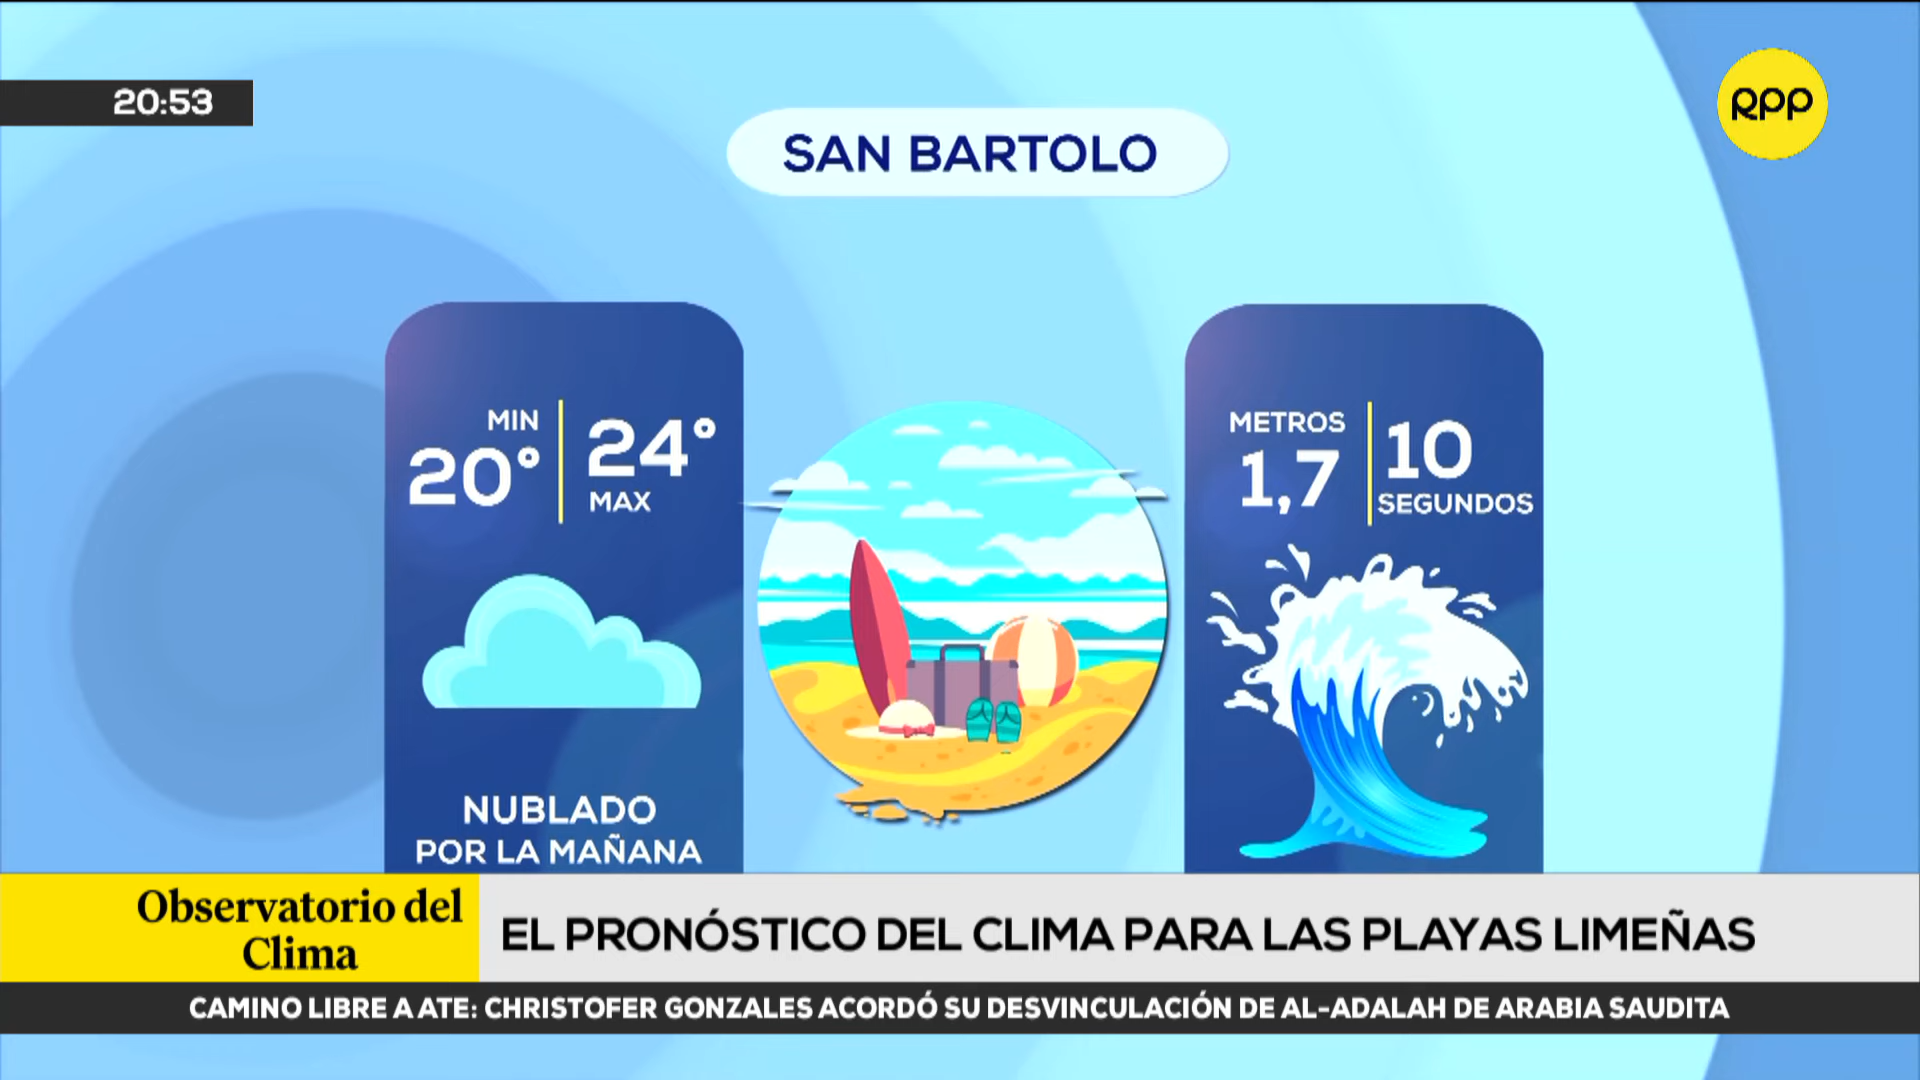 20:53
RPP
SAN BARTOLO
MIN
20°
24°
MAX
NUBLADO
POR LA MAÑANA
METROS
1,7
10
SEGUNDOS
Observatorio del
Clima
EL PRONÓSTICO DEL CLIMA PARA LAS PLAYAS LIMEÑAS
CAMINO LIBRE A ATE: CHRISTOFER GONZALES ACORDÓ SU DESVINCULACIÓN DE AL-ADALAH DE ARABIA SAUDITA